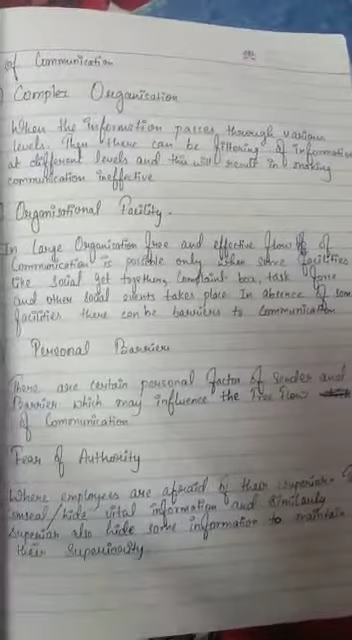 of Communication
Complex Organisation
When the information passes through various
levels. Then there can be filtering of information
at different levels and this will result in making
communication ineffective
Organisational Facility.
In Large Organisation free and effective flow of
Communication is possible only when some facilities
like social get together, Complaint box, task
and other local events takes place In absence of some
facilities there can be barriers to communication
Personal Barrier
There are certain personal factor of Sender and
Barrier which may influence the Free Flow
of Communication
Fear of Authority
Where employees are afraid of their superior
conseal/hide vital information and similarly
Superior also hide some information to maintain
their Superiority